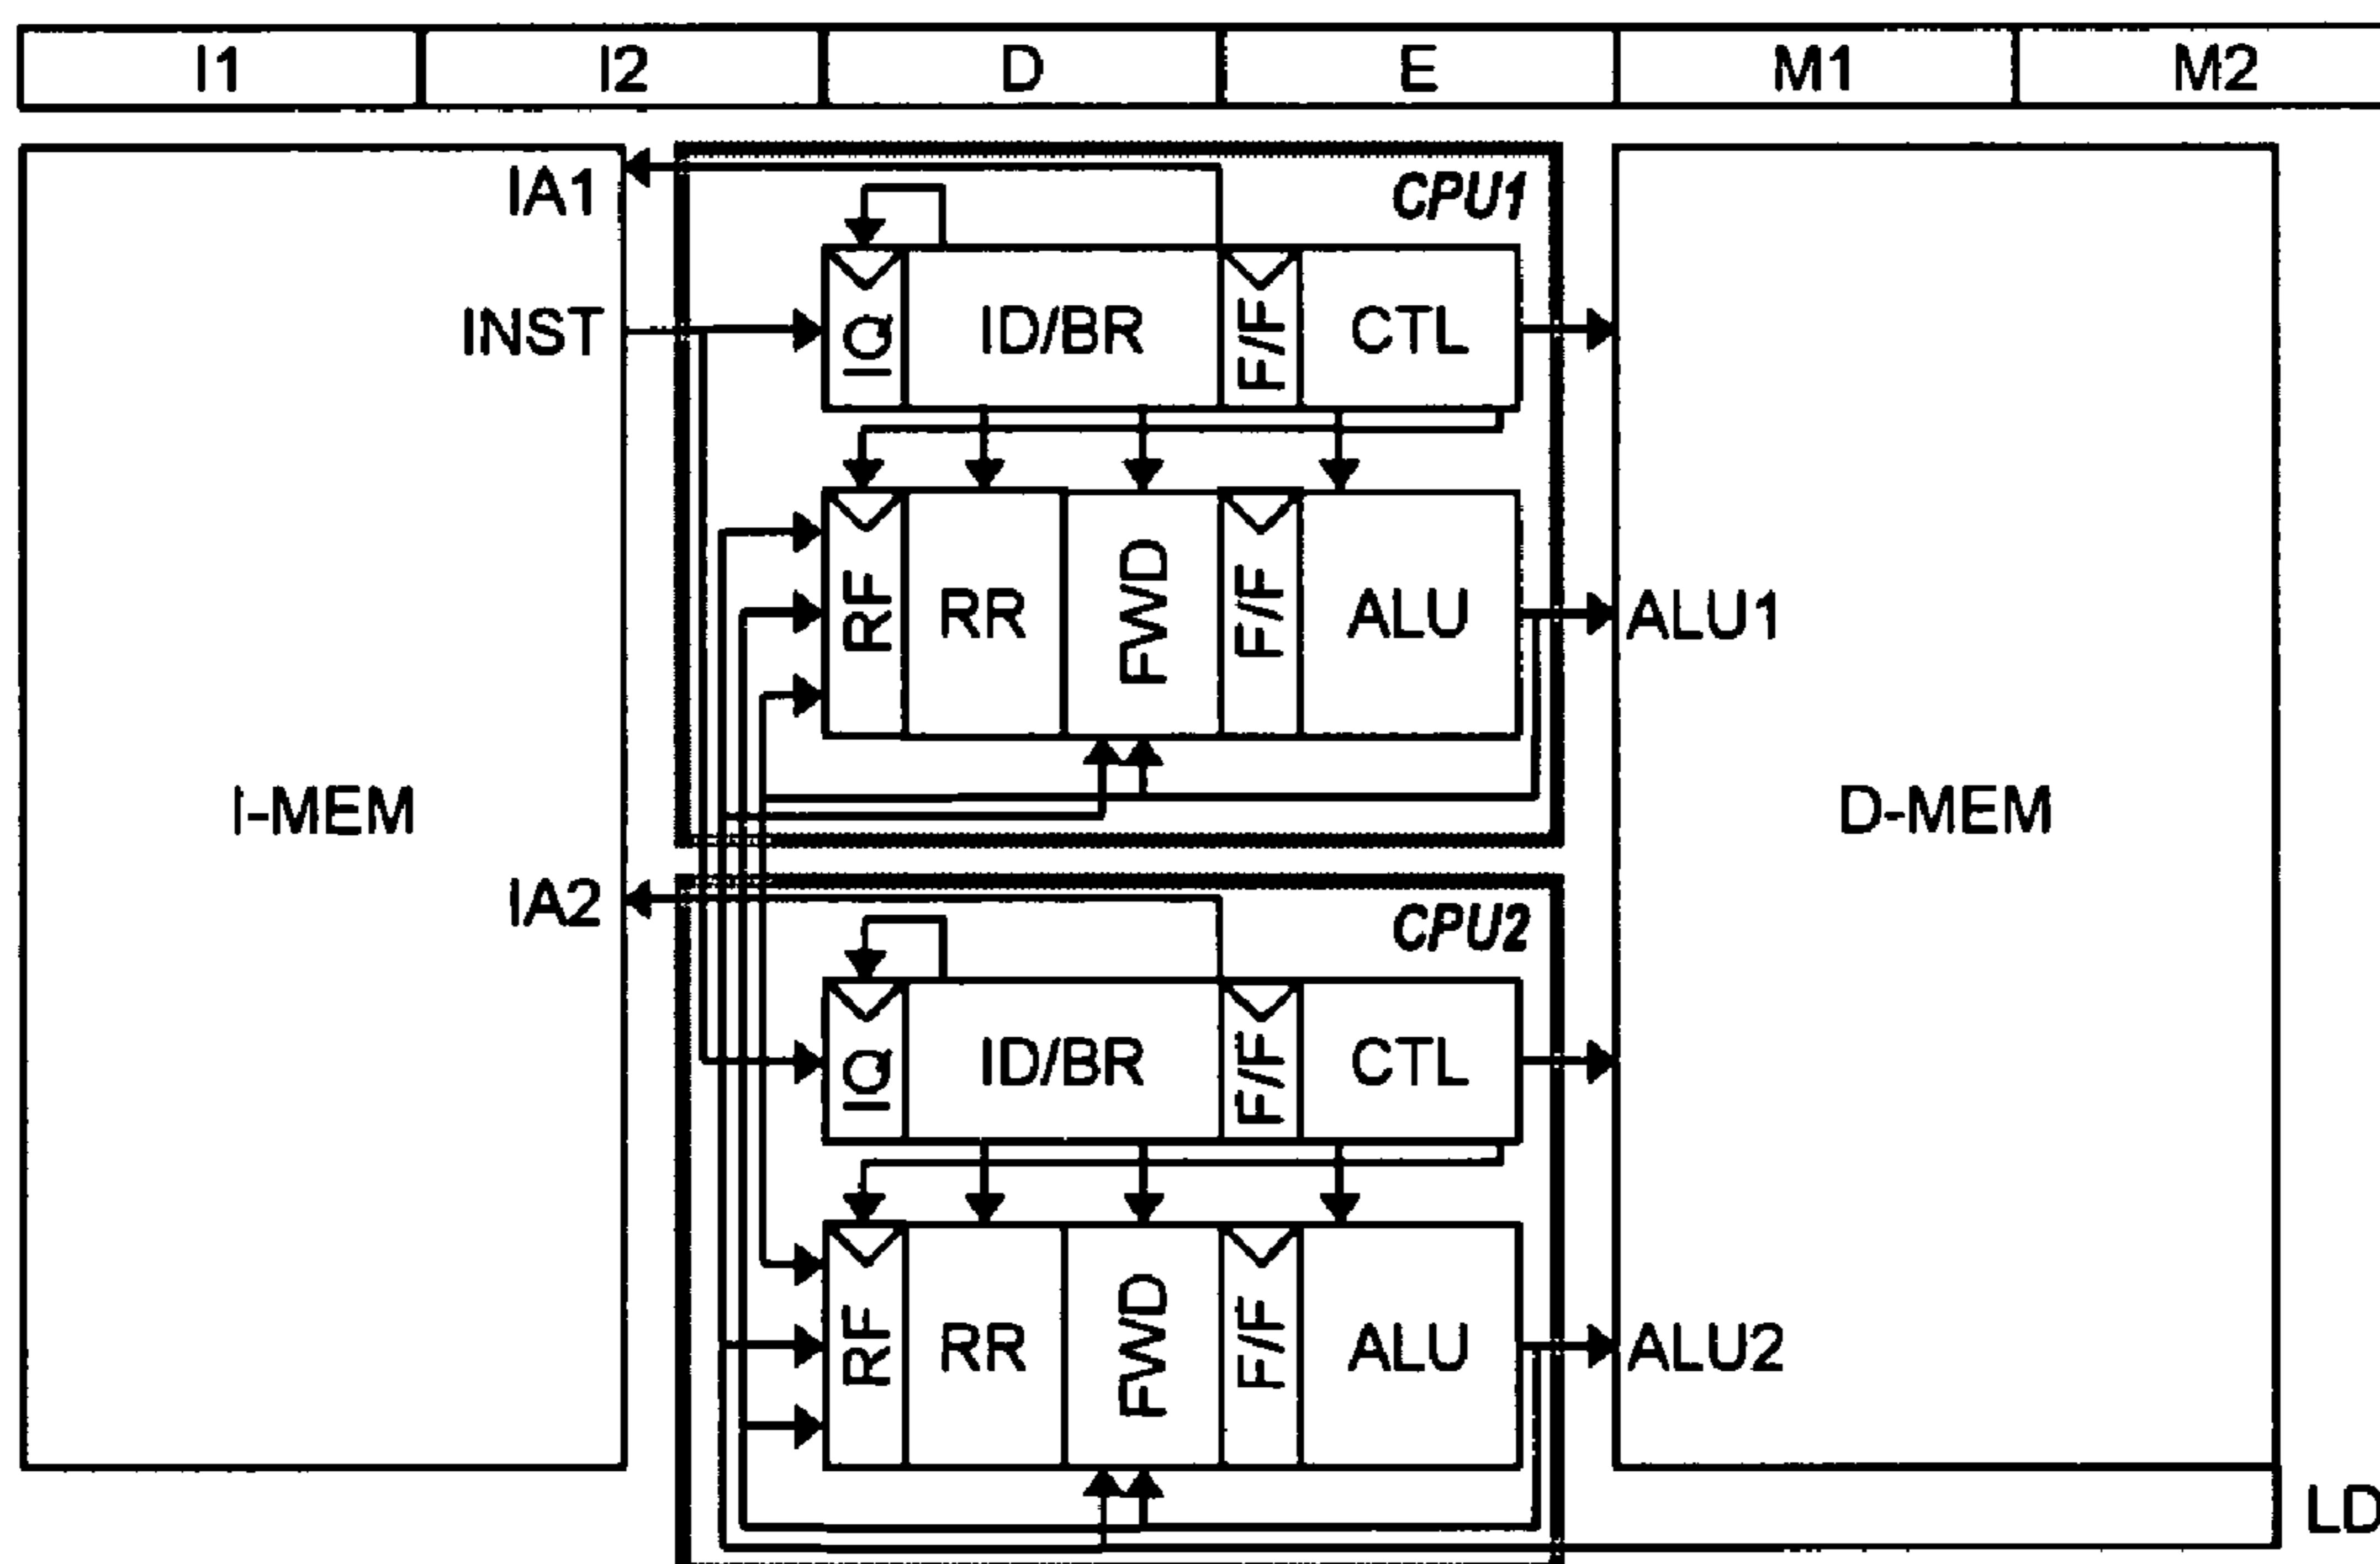 I1 I2 D E M1 M2
IA1
CPU1
INST
IQ ID/BR F/F CTL
RF RR FWD F/F ALU
ALU1
I-MEM
D-MEM
IA2
CPU2
IQ ID/BR F/F CTL
RF RR FWD F/F ALU
ALU2
LD